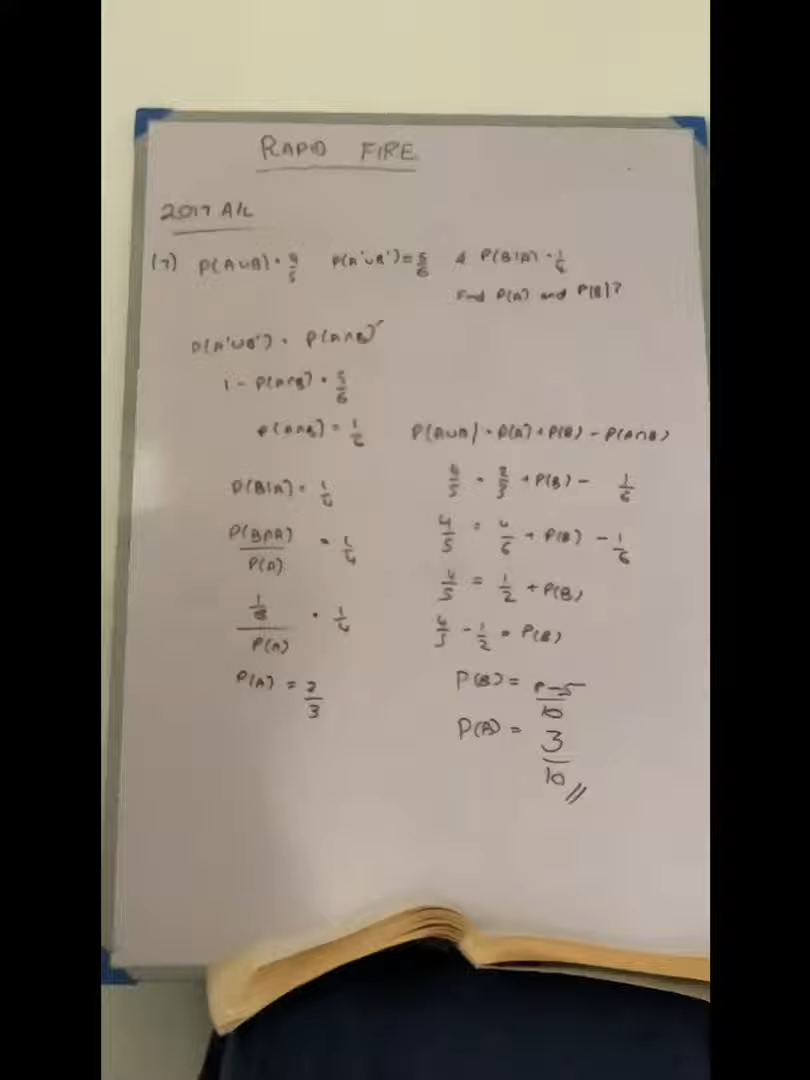 RAPID FIRE
2017 A/L
(7) P(A∪B) = 4/5 P(A'∪B') = 5/6 & P(B|A) = 1/4
Find P(A) and P(B)?
P(A'∪B') = P(A∩B)'
1 - P(A∩B) = 5/6
P(A∩B) = 1/6
P(B|A) = 1/4
P(B∩A)/P(A) = 1/4
1/6/P(A) = 1/4
P(A) = 2/3
P(A∪B) = P(A) + P(B) - P(A∩B)
4/5 = 2/3 + P(B) - 1/6
4/5 = 4/6 + P(B) - 1/6
4/5 = 1/2 + P(B)
4/5 - 1/2 = P(B)
P(B) = 8-5/10
P(B) = 3/10 //